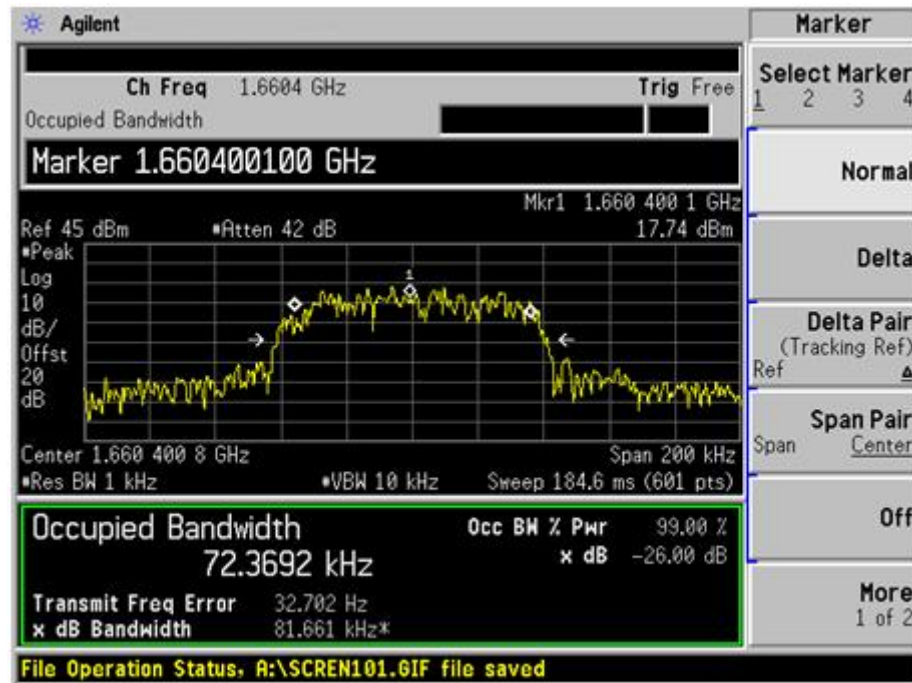 Agilent
Marker
Ch Freq 1.6604 GHz Trig Free
Occupied Bandwidth
Marker 1.660400100 GHz
Mkr1 1.660 400 1 GHz
Ref 45 dBm *Atten 42 dB 17.74 dBm
*Peak
Log
10
dB/
Offst
20
dB
1
Center 1.660 400 8 GHz Span 200 kHz
*Res BW 1 kHz *VBW 10 kHz Sweep 184.6 ms (601 pts)
Occupied Bandwidth
72.3692 kHz
Occ BW % Pwr 99.00 %
x dB -26.00 dB
Transmit Freq Error 32.702 Hz
x dB Bandwidth 81.661 kHz*
File Operation Status, A:\SCREN101.GIF file saved
Select Marker
1 2 3 4
Normal
Delta
Delta Pair
(Tracking Ref)
Ref Δ
Span Pair
Span Center
Off
More
1 of 2